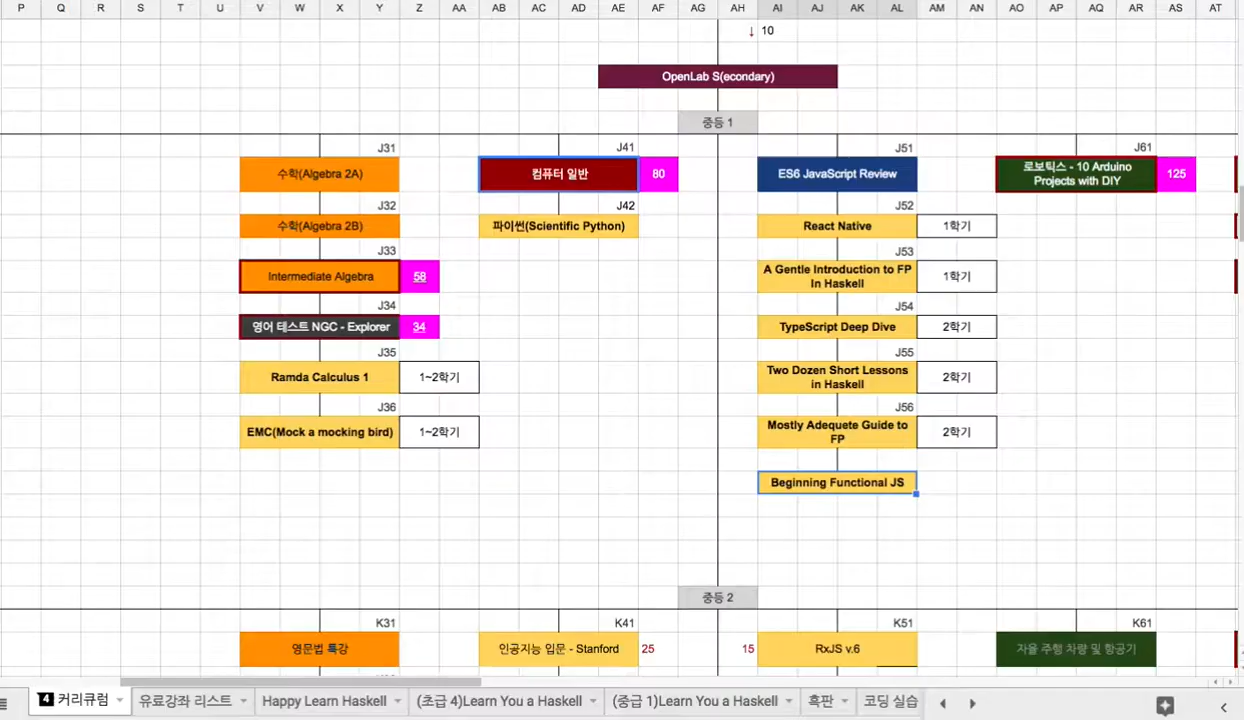 P Q R S T U V W X Y Z AA AB AC AD AE AF AG AH AI AJ AK AL AM AN AO AP AQ AR AS AT
↓ 10
OpenLab S(econdary)
중등 1
J31 J41 J51 J61
수학(Algebra 2A) 컴퓨터 일반 80 ES6 JavaScript Review 로보틱스 - 10 Arduino
Projects with DIY 125
J32 J42 J52
수학(Algebra 2B) 파이썬(Scientific Python) React Native 1학기
J33 J53
Intermediate Algebra 58 A Gentle Introduction to FP
In Haskell 1학기
J34 J54
영어 테스트 NGC - Explorer 34 TypeScript Deep Dive 2학기
J35 J55
Ramda Calculus 1 1~2학기 Two Dozen Short Lessons
in Haskell 2학기
J36 J56
EMC(Mock a mocking bird) 1~2학기 Mostly Adequete Guide to
FP 2학기
Beginning Functional JS
중등 2
K31 K41 K51 K61
영문법 특강 인공지능 입문 - Stanford 25 15 RxJS v.6 자율 주행 차량 및 항공기
4 커리큐럼 유료강좌 리스트 Happy Learn Haskell (초급 4)Learn You a Haskell (중급 1)Learn You a Haskell 흑판 코딩 실습